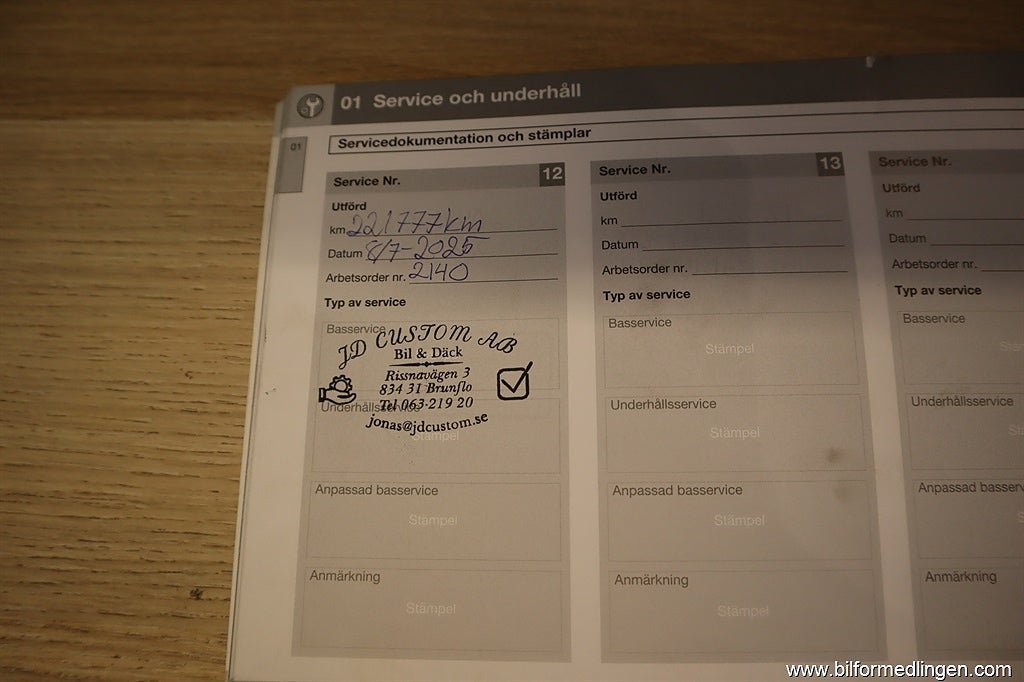 01 Service och underhåll
01
Servicedokumentation och stämplar
Service Nr. 12
Utförd
km 221777km
Datum 8/7-2025
Arbetsorder nr. 2140
Typ av service
Basservice
JD CUSTOM AB
Bil & Däck
Rissnavägen 3
834 31 Brunflo
Tel 063-219 20
jonas@jdcustom.se
Underhållsservice
Stämpel
Anpassad basservice
Stämpel
Anmärkning
Stämpel
Service Nr. 13
Utförd
km
Datum
Arbetsorder nr.
Typ av service
Basservice
Stämpel
Underhållsservice
Stämpel
Anpassad basservice
Stämpel
Anmärkning
Stämpel
Service Nr.
Utförd
km
Datum
Arbetsorder nr.
Typ av service
Basservice
Underhållsservice
Anpassad
Anmärkning
www.bilformedlingen.com